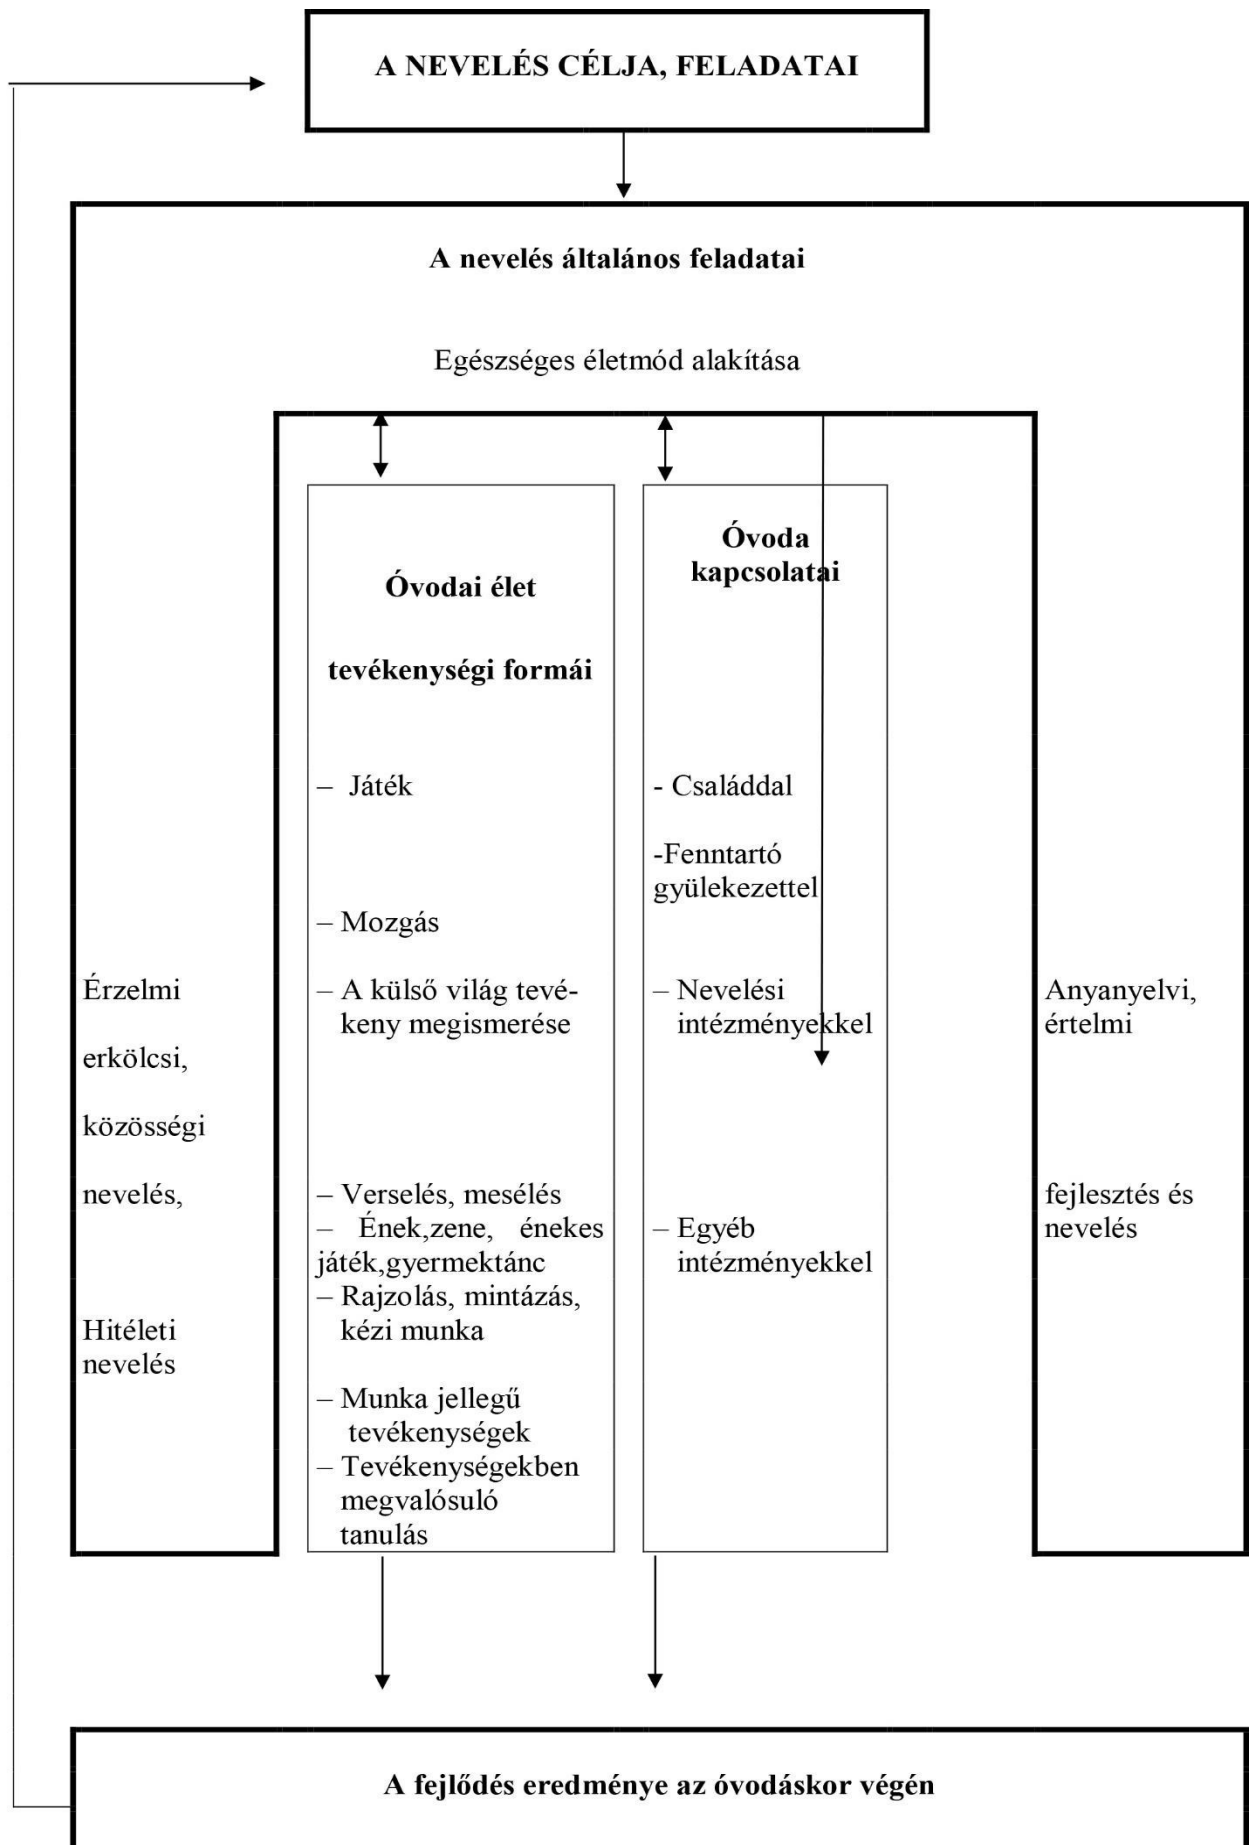 A NEVELÉS CÉLJA, FELADATAI
A nevelés általános feladatai
Egészséges életmód alakítása
Érzelmi
erkölcsi,
közösségi
nevelés,
Hitéleti
nevelés
Óvodai élet
tevékenységi formái
– Játék
– Mozgás
– A külső világ tevé-
keny megismerése
– Verselés, mesélés
– Ének,zene, énekes
játék,gyermektánc
– Rajzolás, mintázás,
kézi munka
– Munka jellegű
tevékenységek
– Tevékenységekben
megvalósuló
tanulás
Óvoda
kapcsolatai
- Családdal
-Fenntartó
gyülekezettel
– Nevelési
intézményekkel
– Egyéb
intézményekkel
Anyanyelvi,
értelmi
fejlesztés és
nevelés
A fejlődés eredménye az óvodáskor végén